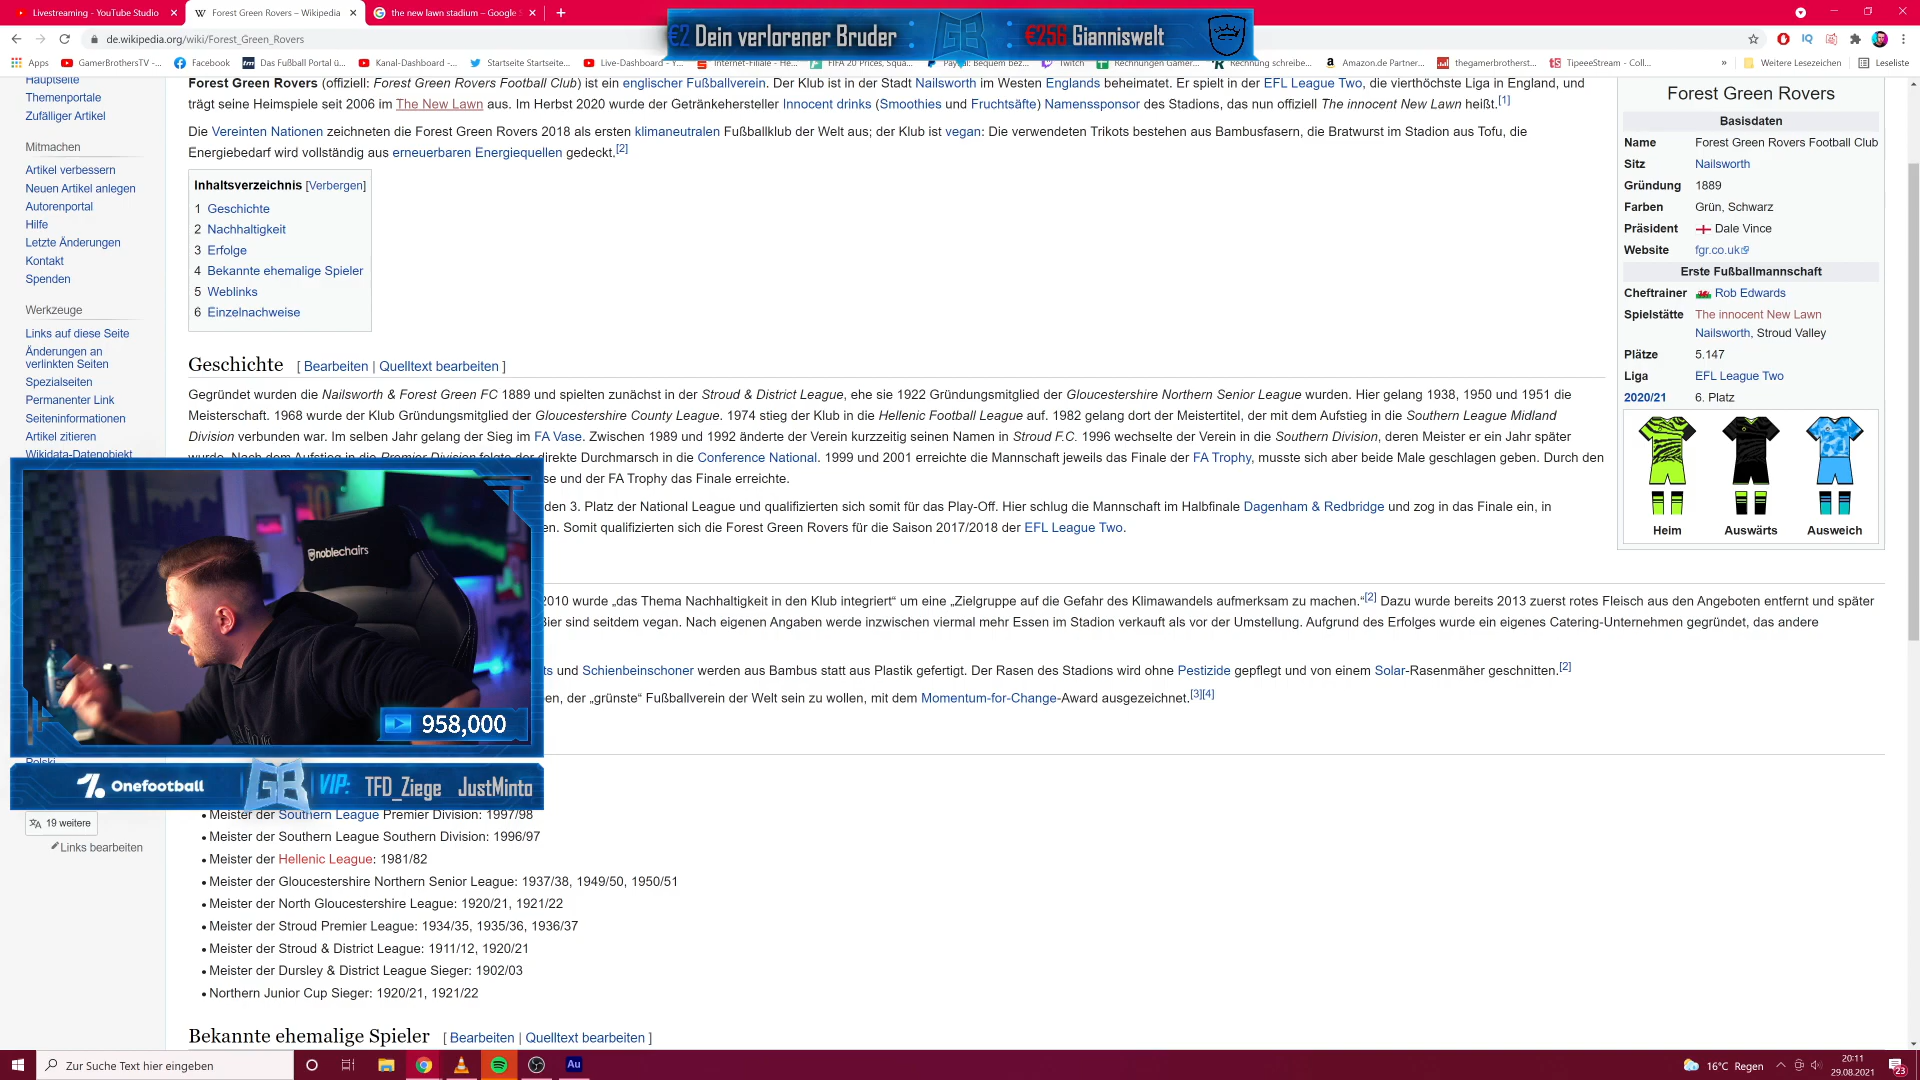 Livestreaming - YouTube Studio
Forest Green Rovers – Wikipedia
the new lawn stadium – Google
de.wikipedia.org/wiki/Forest_Green_Rovers
€2 Dein verlorener Bruder
€256 Gianniswelt
Apps
GamerBrothersTV -...
Facebook
Das Fußball Portal ü...
Kanal-Dashboard -...
Startseite Startseite...
Live-Dashboard - Y...
Internet-Filiale - He...
FIFA 20 Prices, Squa...
Twitch
Rechnungen Gamer...
Rechnung schreibe...
Amazon.de Partner...
thegamerbrotherst...
TipeeeStream - Coll...
»
Weitere Lesezeichen
Leseliste
Hauptseite
Themenportale
Zufälliger Artikel
Mitmachen
Artikel verbessern
Neuen Artikel anlegen
Autorenportal
Hilfe
Letzte Änderungen
Kontakt
Spenden
Werkzeuge
Links auf diese Seite
Änderungen an
verlinkten Seiten
Spezialseiten
Permanenter Link
Seiteninformationen
Artikel zitieren
Wikidata-Datenobjekt
Polski
19 weitere
Links bearbeiten
Forest Green Rovers (offiziell: Forest Green Rovers Football Club) ist ein englischer Fußballverein. Der Klub ist in der Stadt Nailsworth im Westen Englands beheimatet. Er spielt in der EFL League Two, die vierthöchste Liga in England, und
trägt seine Heimspiele seit 2006 im The New Lawn aus. Im Herbst 2020 wurde der Getränkehersteller Innocent drinks (Smoothies und Fruchtsäfte) Namenssponsor des Stadions, das nun offiziell The innocent New Lawn heißt.[1]
Die Vereinten Nationen zeichneten die Forest Green Rovers 2018 als ersten klimaneutralen Fußballklub der Welt aus; der Klub ist vegan: Die verwendeten Trikots bestehen aus Bambusfasern, die Bratwurst im Stadion aus Tofu, die
Energiebedarf wird vollständig aus erneuerbaren Energiequellen gedeckt.[2]
Inhaltsverzeichnis [Verbergen]
1 Geschichte
2 Nachhaltigkeit
3 Erfolge
4 Bekannte ehemalige Spieler
5 Weblinks
6 Einzelnachweise
Geschichte [ Bearbeiten | Quelltext bearbeiten ]
Gegründet wurden die Nailsworth & Forest Green FC 1889 und spielten zunächst in der Stroud & District League, ehe sie 1922 Gründungsmitglied der Gloucestershire Northern Senior League wurden. Hier gelang 1938, 1950 und 1951 die
Meisterschaft. 1968 wurde der Klub Gründungsmitglied der Gloucestershire County League. 1974 stieg der Klub in die Hellenic Football League auf. 1982 gelang dort der Meistertitel, der mit dem Aufstieg in die Southern League Midland
Division verbunden war. Im selben Jahr gelang der Sieg im FA Vase. Zwischen 1989 und 1992 änderte der Verein kurzzeitig seinen Namen in Stroud F.C. 1996 wechselte der Verein in die Southern Division, deren Meister er ein Jahr später
wurde. Nach dem Aufstieg in die Premier Division folgte der direkte Durchmarsch in die Conference National. 1999 und 2001 erreichte die Mannschaft jeweils das Finale der FA Trophy, musste sich aber beide Male geschlagen geben. Durch den
se und der FA Trophy das Finale erreichte.
den 3. Platz der National League und qualifizierten sich somit für das Play-Off. Hier schlug die Mannschaft im Halbfinale Dagenham & Redbridge und zog in das Finale ein, in
en. Somit qualifizierten sich die Forest Green Rovers für die Saison 2017/2018 der EFL League Two.
2010 wurde „das Thema Nachhaltigkeit in den Klub integriert“ um eine „Zielgruppe auf die Gefahr des Klimawandels aufmerksam zu machen.“[2] Dazu wurde bereits 2013 zuerst rotes Fleisch aus den Angeboten entfernt und später
Bier sind seitdem vegan. Nach eigenen Angaben werde inzwischen viermal mehr Essen im Stadion verkauft als vor der Umstellung. Aufgrund des Erfolges wurde ein eigenes Catering-Unternehmen gegründet, das andere
ts und Schienbeinschoner werden aus Bambus statt aus Plastik gefertigt. Der Rasen des Stadions wird ohne Pestizide gepflegt und von einem Solar-Rasenmäher geschnitten.[2]
en, der „grünste“ Fußballverein der Welt sein zu wollen, mit dem Momentum-for-Change-Award ausgezeichnet.[3][4]
• Meister der Southern League Premier Division: 1997/98
• Meister der Southern League Southern Division: 1996/97
• Meister der Hellenic League: 1981/82
• Meister der Gloucestershire Northern Senior League: 1937/38, 1949/50, 1950/51
• Meister der North Gloucestershire League: 1920/21, 1921/22
• Meister der Stroud Premier League: 1934/35, 1935/36, 1936/37
• Meister der Stroud & District League: 1911/12, 1920/21
• Meister der Dursley & District League Sieger: 1902/03
• Northern Junior Cup Sieger: 1920/21, 1921/22
Bekannte ehemalige Spieler [ Bearbeiten | Quelltext bearbeiten ]
Forest Green Rovers
Basisdaten
Name Forest Green Rovers Football Club
Sitz Nailsworth
Gründung 1889
Farben Grün, Schwarz
Präsident Dale Vince
Website fgr.co.uk
Erste Fußballmannschaft
Cheftrainer Rob Edwards
Spielstätte The innocent New Lawn
Nailsworth, Stroud Valley
Plätze 5.147
Liga EFL League Two
2020/21 6. Platz
Heim Auswärts Ausweich
noblechairs
958,000
Onefootball GB VIP: TFD_Ziege JustMinto
Zur Suche Text hier eingeben
Au
16°C Regen
20:11
29.08.2021
23